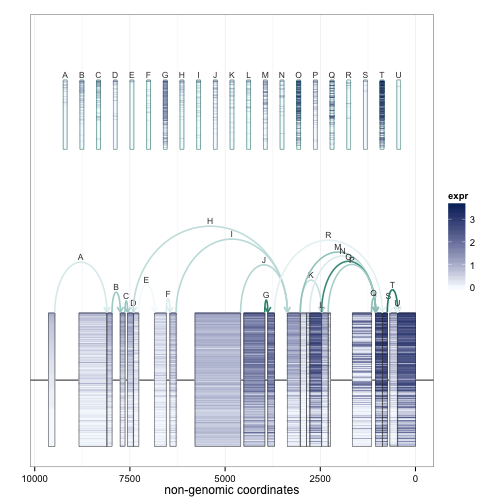 A B C D E F G H I J K L M N O P Q R S T U
expr
3
2
1
0
H
R
I
M
N
A
J
K
E
T
B
F
G
Q
S
C
D
U
10000 7500 5000 2500 0
non-genomic coordinates